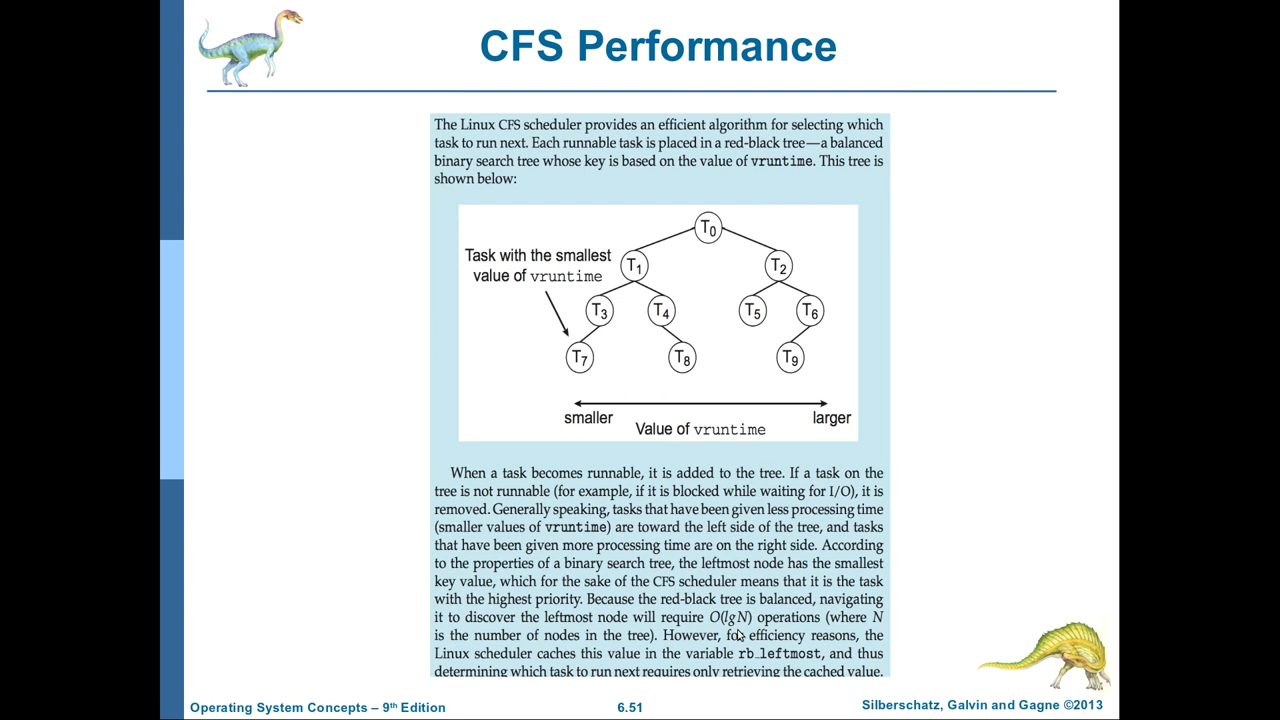 CFS Performance
The Linux CFS scheduler provides an efficient algorithm for selecting which
task to run next. Each runnable task is placed in a red-black tree—a balanced
binary search tree whose key is based on the value of vruntime. This tree is
shown below:
T0
Task with the smallest
value of vruntime
T1
T2
T3
T4
T5
T6
T7
T8
T9
smaller
larger
Value of vruntime
When a task becomes runnable, it is added to the tree. If a task on the
tree is not runnable (for example, if it is blocked while waiting for I/O), it is
removed. Generally speaking, tasks that have been given less processing time
(smaller values of vruntime) are toward the left side of the tree, and tasks
that have been given more processing time are on the right side. According
to the properties of a binary search tree, the leftmost node has the smallest
key value, which for the sake of the CFS scheduler means that it is the task
with the highest priority. Because the red-black tree is balanced, navigating
it to discover the leftmost node will require O(lgN) operations (where N
is the number of nodes in the tree). However, for efficiency reasons, the
Linux scheduler caches this value in the variable rb_leftmost, and thus
determining which task to run next requires only retrieving the cached value.
Operating System Concepts – 9th Edition
6.51
Silberschatz, Galvin and Gagne ©2013